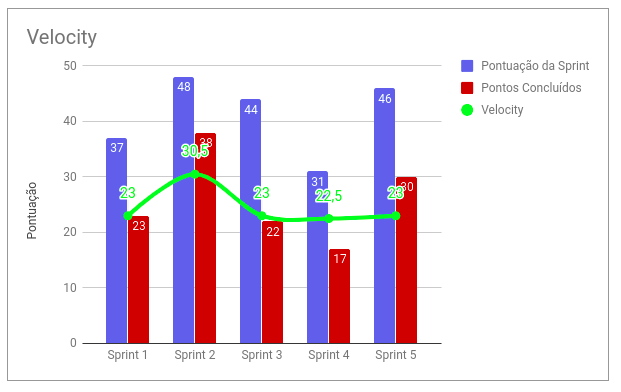 Velocity
Pontuação da Sprint
Pontos Concluídos
Velocity
Pontuação
50
40
30
20
10
0
37
48
44
31
46
23
38
22
17
30
23
30,5
23
22,5
23
Sprint 1
Sprint 2
Sprint 3
Sprint 4
Sprint 5